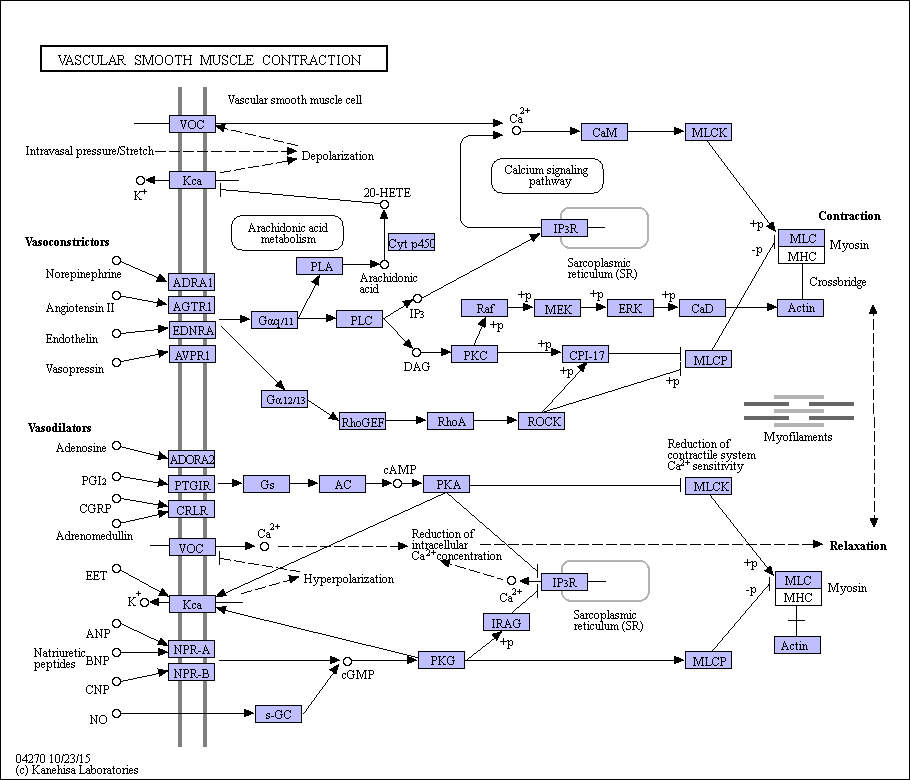 VASCULAR SMOOTH MUSCLE CONTRACTION
Vascular smooth muscle cell
VOC
Ca2+
CaM
MLCK
Intravasal pressure/Stretch
Depolarization
Calcium signaling
pathway
Kca
K+
20-HETE
Arachidonic acid
metabolism
Cyt p450
IP3R
Sarcoplasmic
reticulum (SR)
+p
-p
Contraction
MLC
MHC
Myosin
Crossbridge
Actin
Vasoconstrictors
Norepinephrine
Angiotensin II
Endothelin
Vasopressin
ADRA1
AGTR1
EDNRA
AVPR1
PLA
Arachidonic
acid
Gαq/11
PLC
IP3
DAG
Raf
+p
MEK
+p
ERK
+p
CaD
+p
PKC
+p
CPI-17
+p
MLCP
+p
Gα12/13
RhoGEF
RhoA
ROCK
Myofilaments
Vasodilators
Adenosine
PGI2
CGRP
Adrenomedullin
ADORA2
PTGIR
CRLR
Gs
AC
cAMP
PKA
Reduction of
contractile system
Ca2+ sensitivity
MLCK
VOC
Ca2+
Reduction of
intracellular
Ca2+ concentration
Relaxation
EET
K+
Kca
Hyperpolarization
Ca2+
IP3R
Sarcoplasmic
reticulum (SR)
IRAG
+p
+p
-p
MLC
MHC
Myosin
Actin
ANP
Natriuretic
peptides
BNP
CNP
NO
NPR-A
NPR-B
cGMP
PKG
MLCP
s-GC
04270 10/23/15
(c) Kanehisa Laboratories